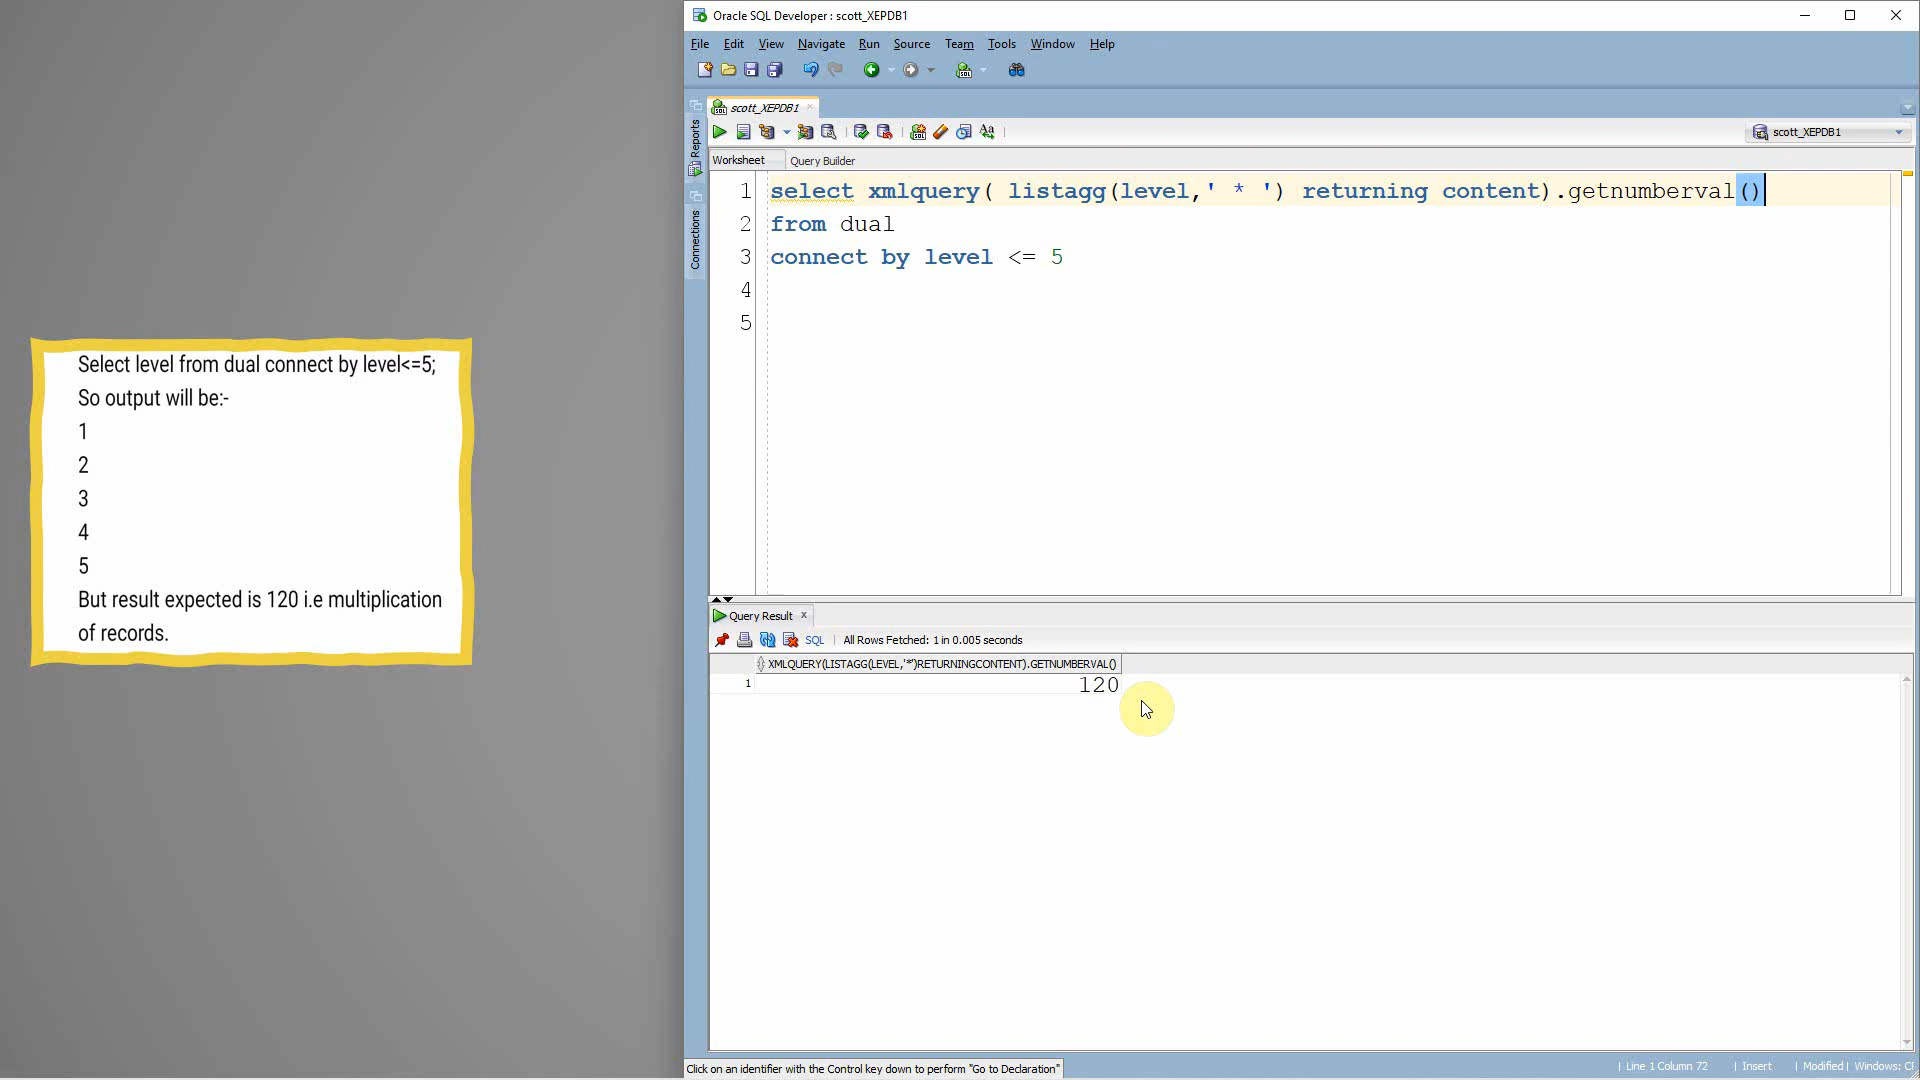 Select level from dual connect by level<=5;
So output will be:-
1
2
3
4
5
But result expected is 120 i.e multiplication
of records.
Oracle SQL Developer : scott_XEPDB1
File Edit View Navigate Run Source Team Tools Window Help
Reports
Connections
scott_XEPDB1
scott_XEPDB1
Worksheet Query Builder
1 select xmlquery( listagg(level,' * ') returning content).getnumberval()
2 from dual
3 connect by level <= 5
4
5
Query Result
SQL All Rows Fetched: 1 in 0.005 seconds
XMLQUERY(LISTAGG(LEVEL,'*')RETURNINGCONTENT).GETNUMBERVAL()
1 120
Click on an identifier with the Control key down to perform "Go to Declaration"
Line 1 Column 72 Insert Modified Windows: